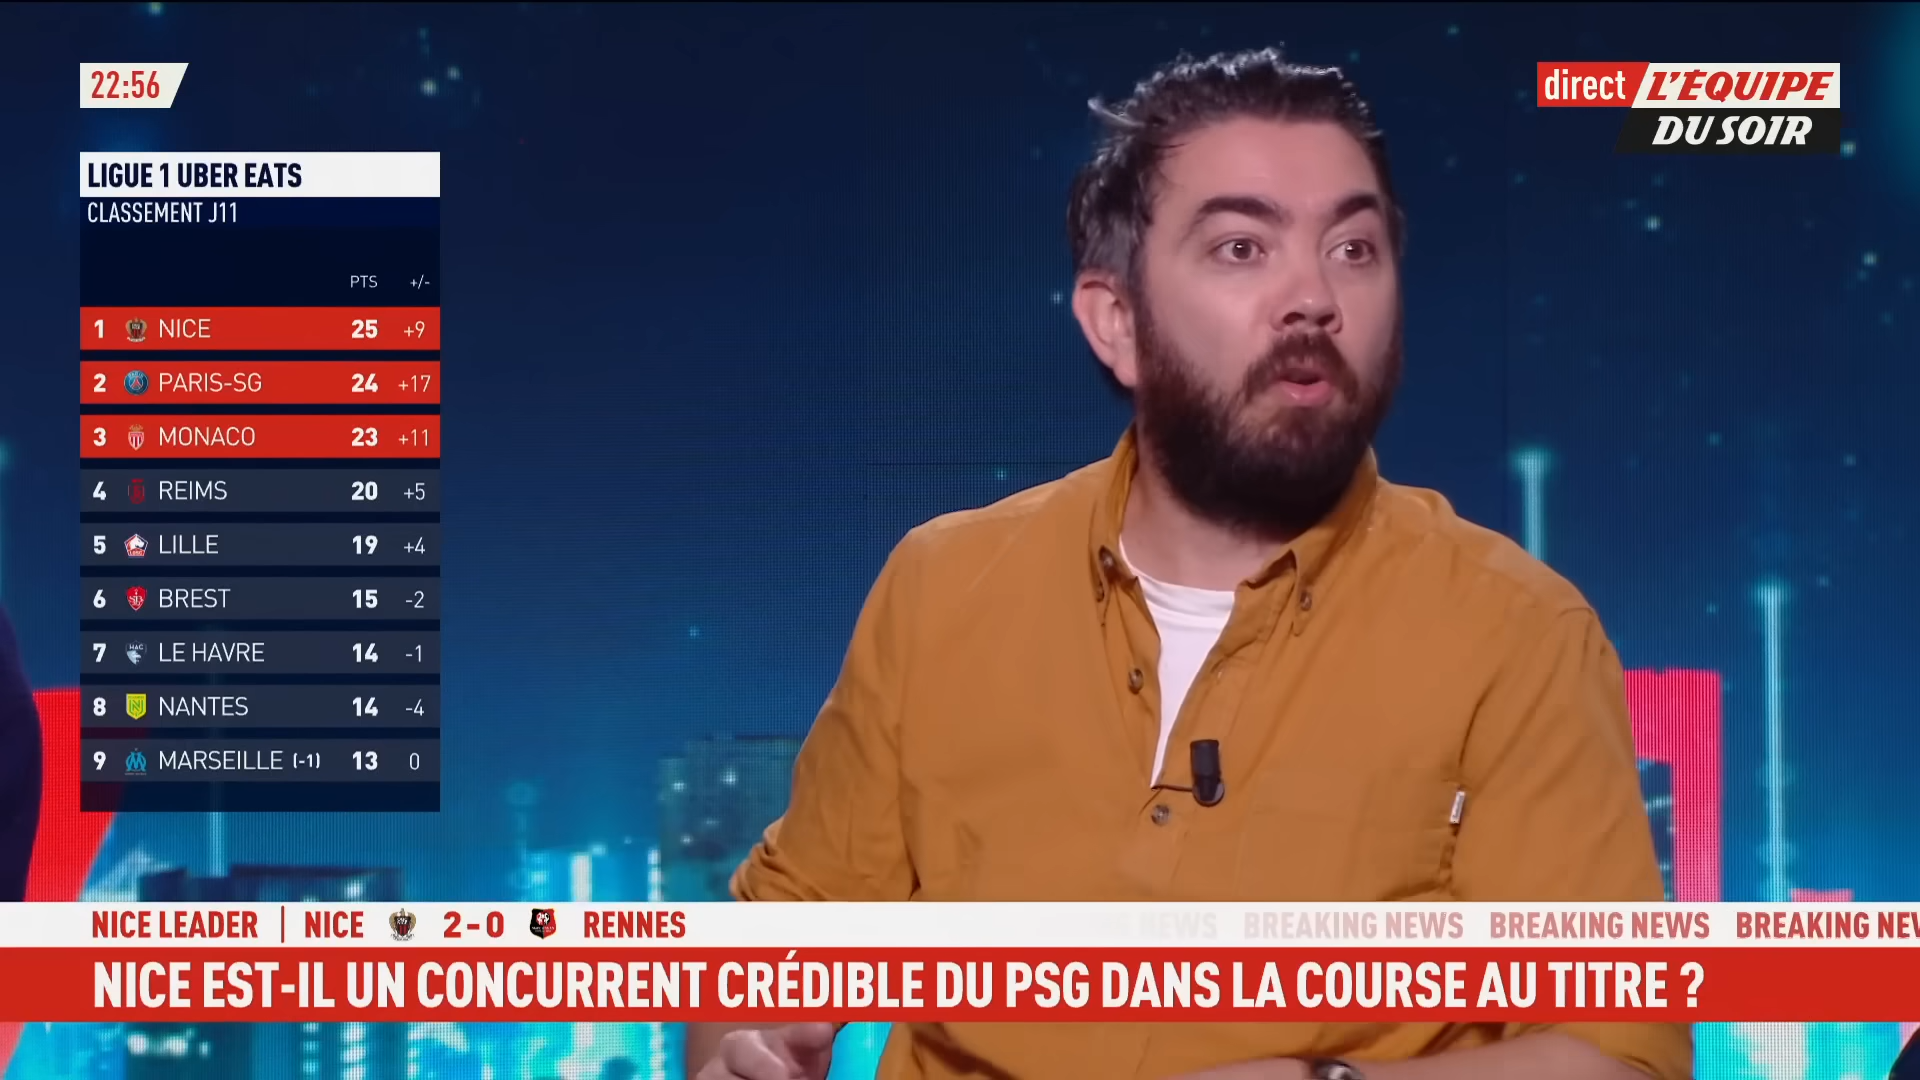 22:56
direct L'ÉQUIPE
DU SOIR
LIGUE 1 UBER EATS
CLASSEMENT J11
PTS +/-
1 NICE 25 +9
2 PARIS-SG 24 +17
3 MONACO 23 +11
4 REIMS 20 +5
5 LILLE 19 +4
6 BREST 15 -2
7 LE HAVRE 14 -1
8 NANTES 14 -4
9 MARSEILLE (-1) 13 0
NICE LEADER | NICE 2-0 RENNES NEWS BREAKING NEWS BREAKING NEWS BREAKING NEW
NICE EST-IL UN CONCURRENT CRÉDIBLE DU PSG DANS LA COURSE AU TITRE ?